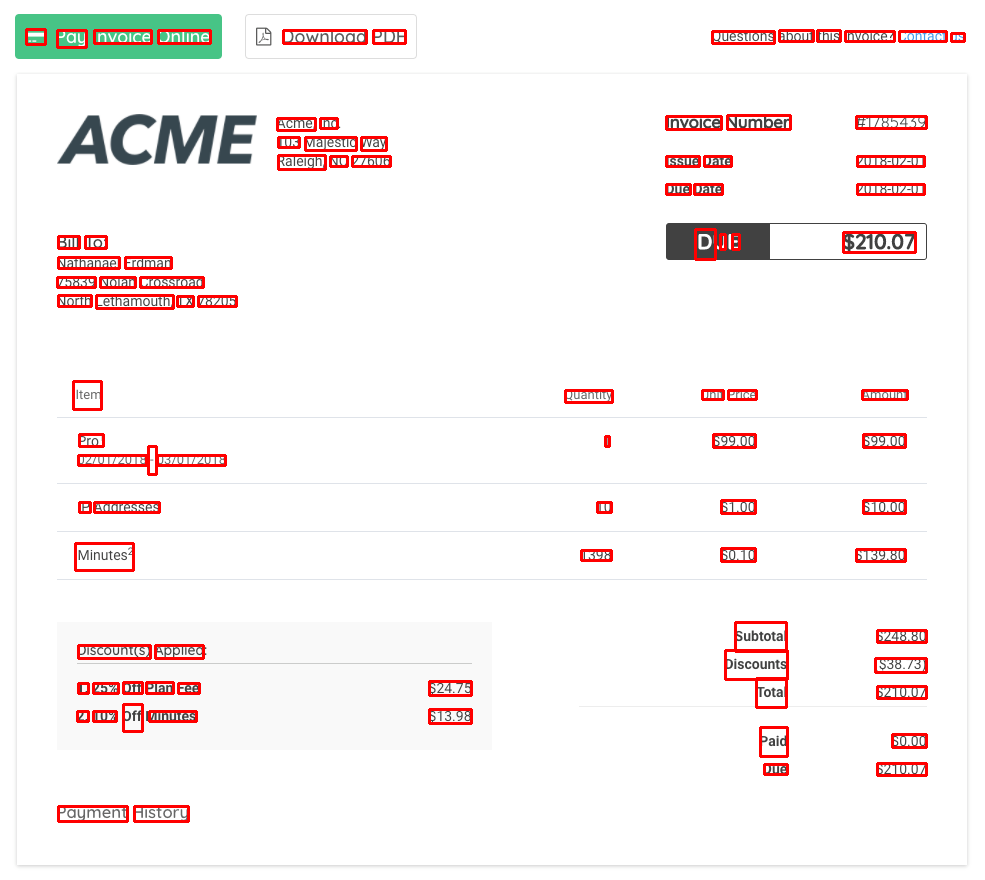 Pay Invoice Online
Download PDF
Questions about this invoice? Contact us
ACME
Acme, Inc.
103 Majestic Way
Raleigh, NC 27606
Invoice Number #1785439
Issue Date 2018-02-01
Due Date 2018-02-01
DUE $210.07
Bill To:
Nathanael Erdman
75839 Nolan Crossroad
North Lethamouth, TX 78205
Item Quantity Unit Price Amount
Pro 1 $99.00 $99.00
02/01/2018 - 03/01/2018
IP Addresses 10 $1.00 $10.00
Minutes² 1398 $0.10 $139.80
Discount(s) Applied:
1. 25% Off Plan Fee $24.75
2. 10% Off Minutes $13.98
Subtotal $248.80
Discounts ($38.73)
Total $210.07
Paid $0.00
Due $210.07
Payment History